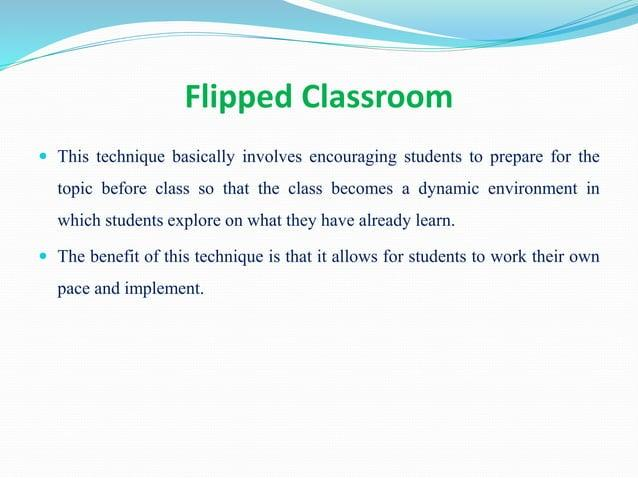 Flipped Classroom
This technique basically involves encouraging students to prepare for the
topic before class so that the class becomes a dynamic environment in
which students explore on what they have already learn.
The benefit of this technique is that it allows for students to work their own
pace and implement.